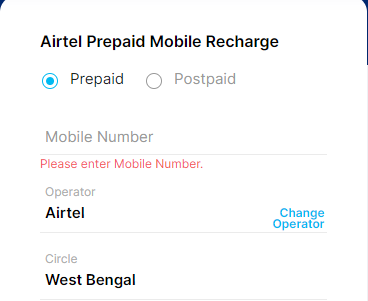 Airtel Prepaid Mobile Recharge
Prepaid Postpaid
Mobile Number
Please enter Mobile Number.
Operator
Airtel
Change
Operator
Circle
West Bengal